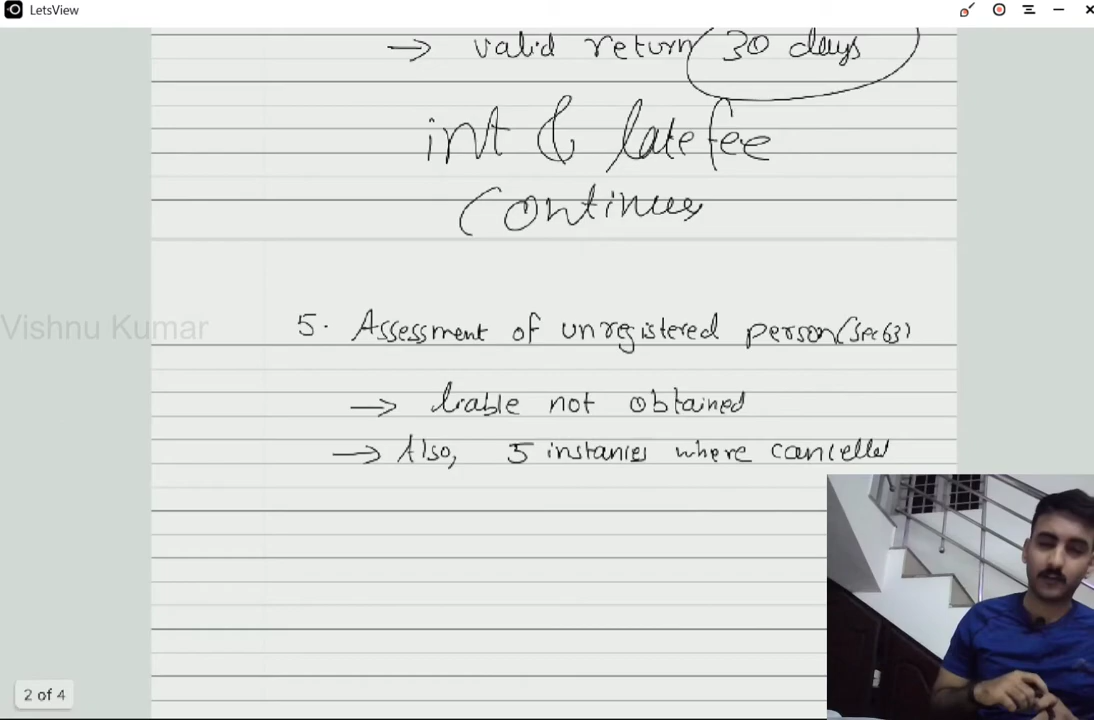 LetsView
→ valid return 30 days
int & late fee
continues
Vishnu Kumar
5. Assessment of unregistered person (Sec 63)
→ liable not obtained
→ Also, 5 instances where cancelled
2 of 4